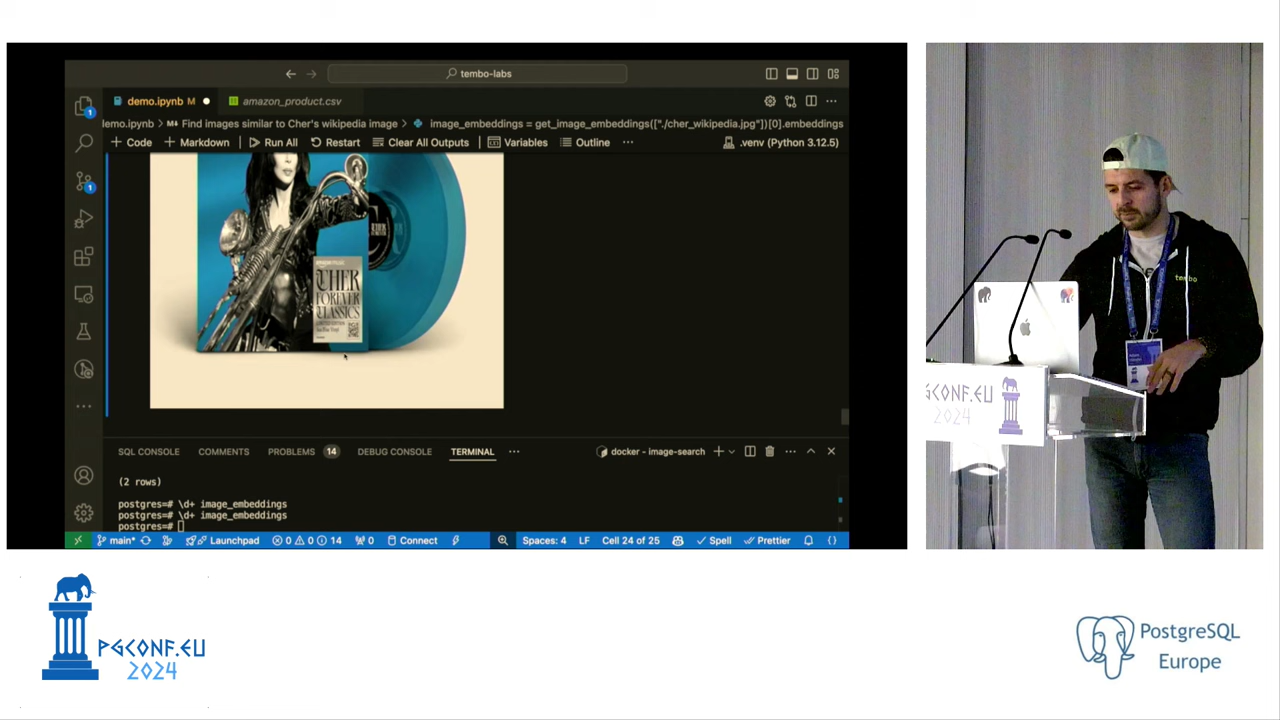 tembo-labs
demo.ipynb M
amazon_product.csv
lemo.ipynb > M↓ Find images similar to Cher's wikipedia image > image_embeddings = get_image_embeddings(["./cher_wikipedia.jpg"])[0].embeddings
+ Code + Markdown Run All Restart Clear All Outputs Variables Outline ··· .venv (Python 3.12.5)
1
1
CHER
FOREVER
CLASSICS
SQL CONSOLE COMMENTS PROBLEMS 14 DEBUG CONSOLE TERMINAL ··· docker - image-search
(2 rows)
postgres=# \d+ image_embeddings
postgres=# \d+ image_embeddings
postgres=#
main* Launchpad 0 0 14 0 Connect Spaces: 4 LF Cell 24 of 25 Spell Prettier {}
tembo
PGCONF.EU
2024
PGCONF.EU
2024
PostgreSQL
Europe